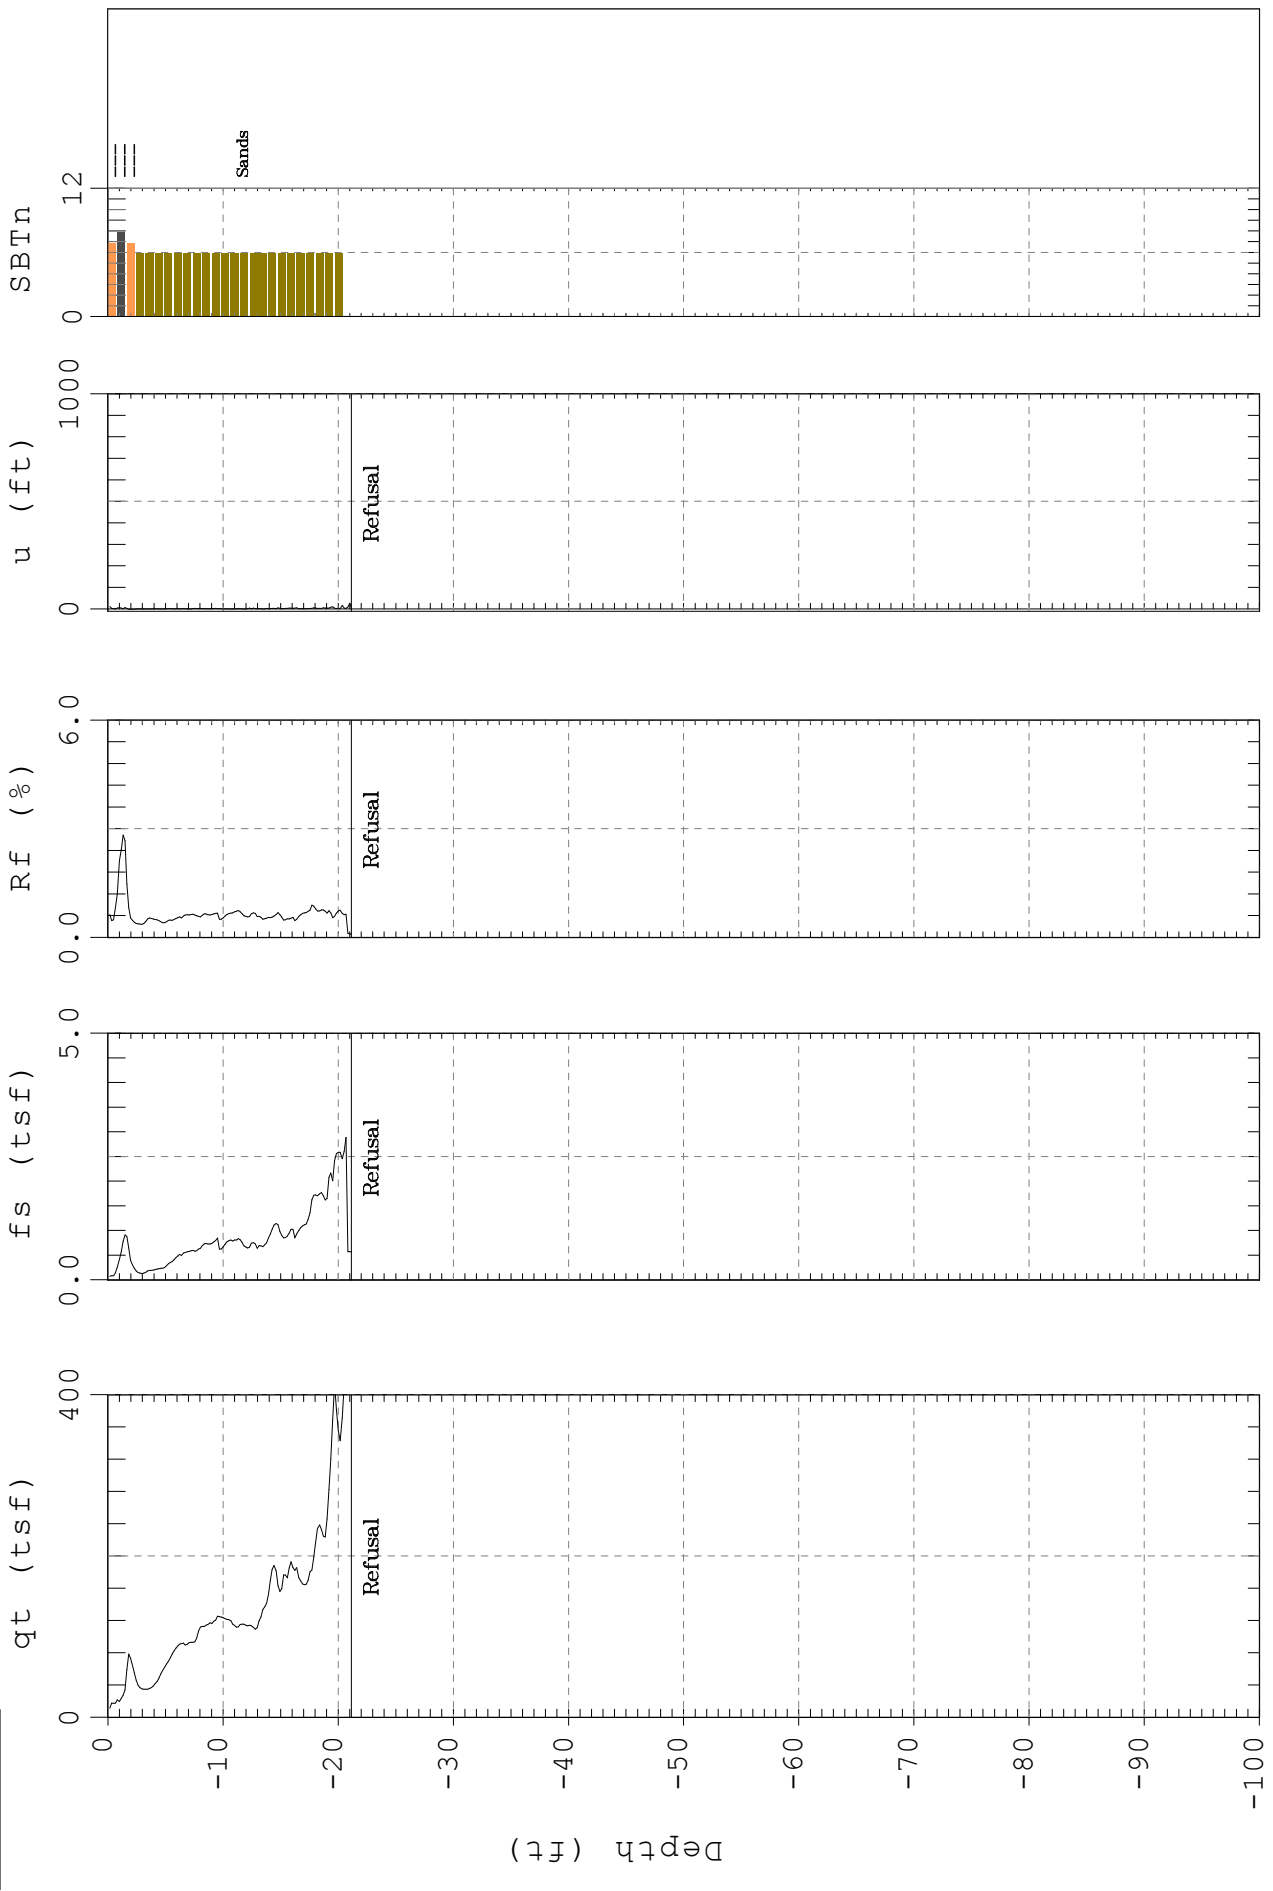 qt (tsf)
fs (tsf)
Rf (%)
u (ft)
SBTn
0
400
0.0
5.0
0.0
6.0
0
1000
0
12
0
-10
-20
-30
-40
-50
-60
-70
-80
-90
-100
Depth (ft)
Refusal
Refusal
Refusal
Refusal
---
---
---
Sands